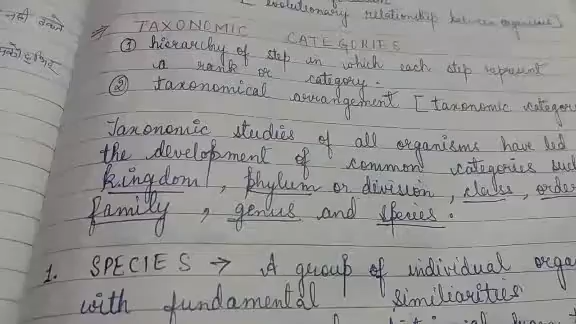 [ evolutionary relationship between organisms]
⇒ TAXONOMIC CATEGORIES
① hierarchy of step in which each step represent
a rank or category.
② taxonomical arrangement [taxonomic categor
Taxonomic studies of all organisms have led
the development of common categories such
kingdom, phylum or division, class, order
family, genus and species.
1. SPECIES → A group of individual orga
with fundamental similiarities